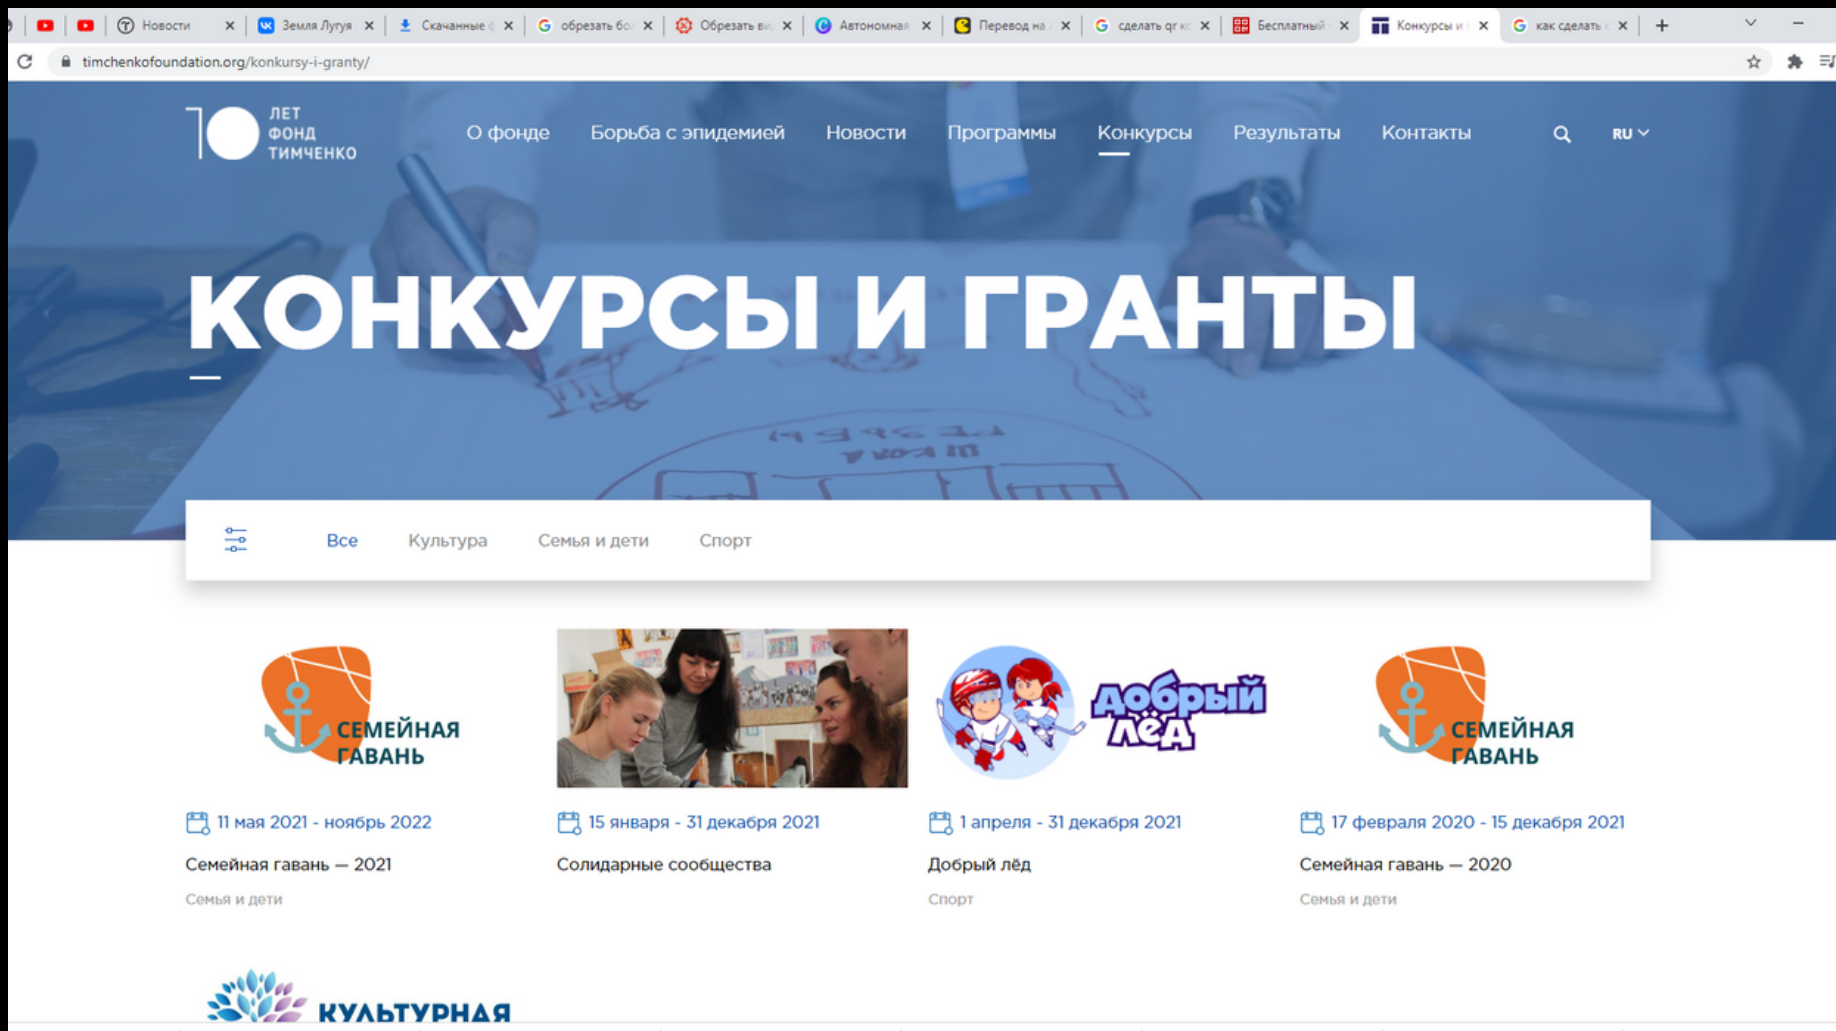 Новости
Земля Лугуя
Скачанные ф
обрезать бо
Обрезать ви
Автономная
Перевод на
сделать qr ко
Бесплатный
Конкурсы и
как сделать
timchenkofoundation.org/konkursy-i-granty/
10 ЛЕТ
ФОНД
ТИМЧЕНКО
О фонде Борьба с эпидемией Новости Программы Конкурсы Результаты Контакты RU
КОНКУРСЫ И ГРАНТЫ
Все Культура Семья и дети Спорт
СЕМЕЙНАЯ
ГАВАНЬ
11 мая 2021 - ноябрь 2022
Семейная гавань — 2021
Семья и дети
15 января - 31 декабря 2021
Солидарные сообщества
добрый
лёд
1 апреля - 31 декабря 2021
Добрый лёд
Спорт
СЕМЕЙНАЯ
ГАВАНЬ
17 февраля 2020 - 15 декабря 2021
Семейная гавань — 2020
Семья и дети
КУЛЬТУРНАЯ